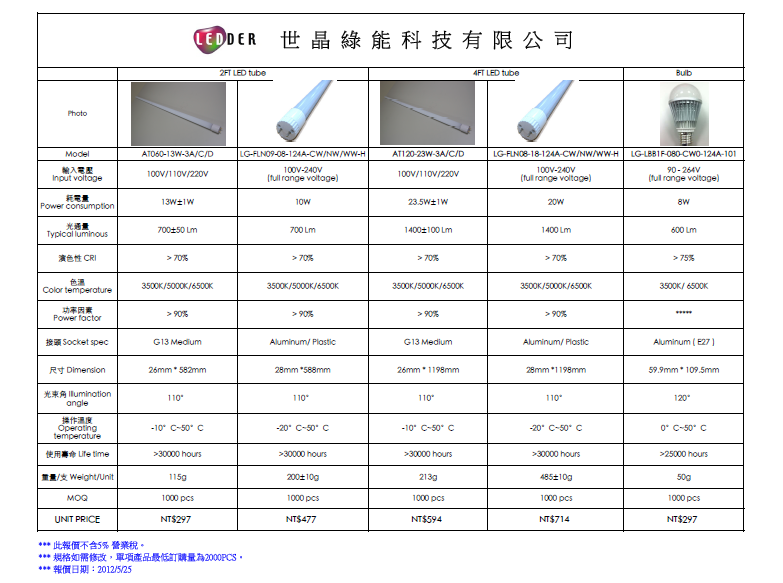 LEDDER 世晶綠能科技有限公司
2FT LED tube 4FT LED tube Bulb
Photo
Model AT060-13W-3A/C/D LG-FLN09-08-124A-CW/NW/WW-H AT120-23W-3A/C/D LG-FLN08-18-124A-CW/NW/WW-H LG-LBB1F-080-CW0-124A-101
輸入電壓 Input voltage 100V/110V/220V 100V-240V (full range voltage) 100V/110V/220V 100V-240V (full range voltage) 90 - 264V (full range voltage)
耗電量 Power consumption 13W±1W 10W 23.5W±1W 20W 8W
光通量 Typical luminous 700±50 Lm 700 Lm 1400±100 Lm 1400 Lm 600 Lm
演色性 CRI > 70% > 70% > 70% > 70% > 75%
色溫 Color temperature 3500K/5000K/6500K 3500K/5000K/6500K 3500K/5000K/6500K 3500K/5000K/6500K 3500K/ 6500K
功率因素 Power factor > 90% > 90% > 90% > 90% *****
接頭 Socket spec G13 Medium Aluminum/ Plastic G13 Medium Aluminum/ Plastic Aluminum ( E27 )
尺寸 Dimension 26mm * 582mm 28mm *588mm 26mm * 1198mm 28mm *1198mm 59.9mm * 109.5mm
光束角 Illumination angle 110° 110° 110° 110° 120°
操作溫度 Operating temperature -10° C~50° C -20° C~50° C -10° C~50° C -20° C~50° C 0° C~50° C
使用壽命 Life time >30000 hours >30000 hours >30000 hours >30000 hours >25000 hours
重量/支 Weight/Unit 115g 200±10g 213g 485±10g 50g
MOQ 1000 pcs 1000 pcs 1000 pcs 1000 pcs 1000 pcs
UNIT PRICE NT$297 NT$477 NT$594 NT$714 NT$297
*** 此報價不含5% 營業稅。
*** 規格如需修改，單項產品最低訂購量為2000PCS。
*** 報價日期：2012/5/25